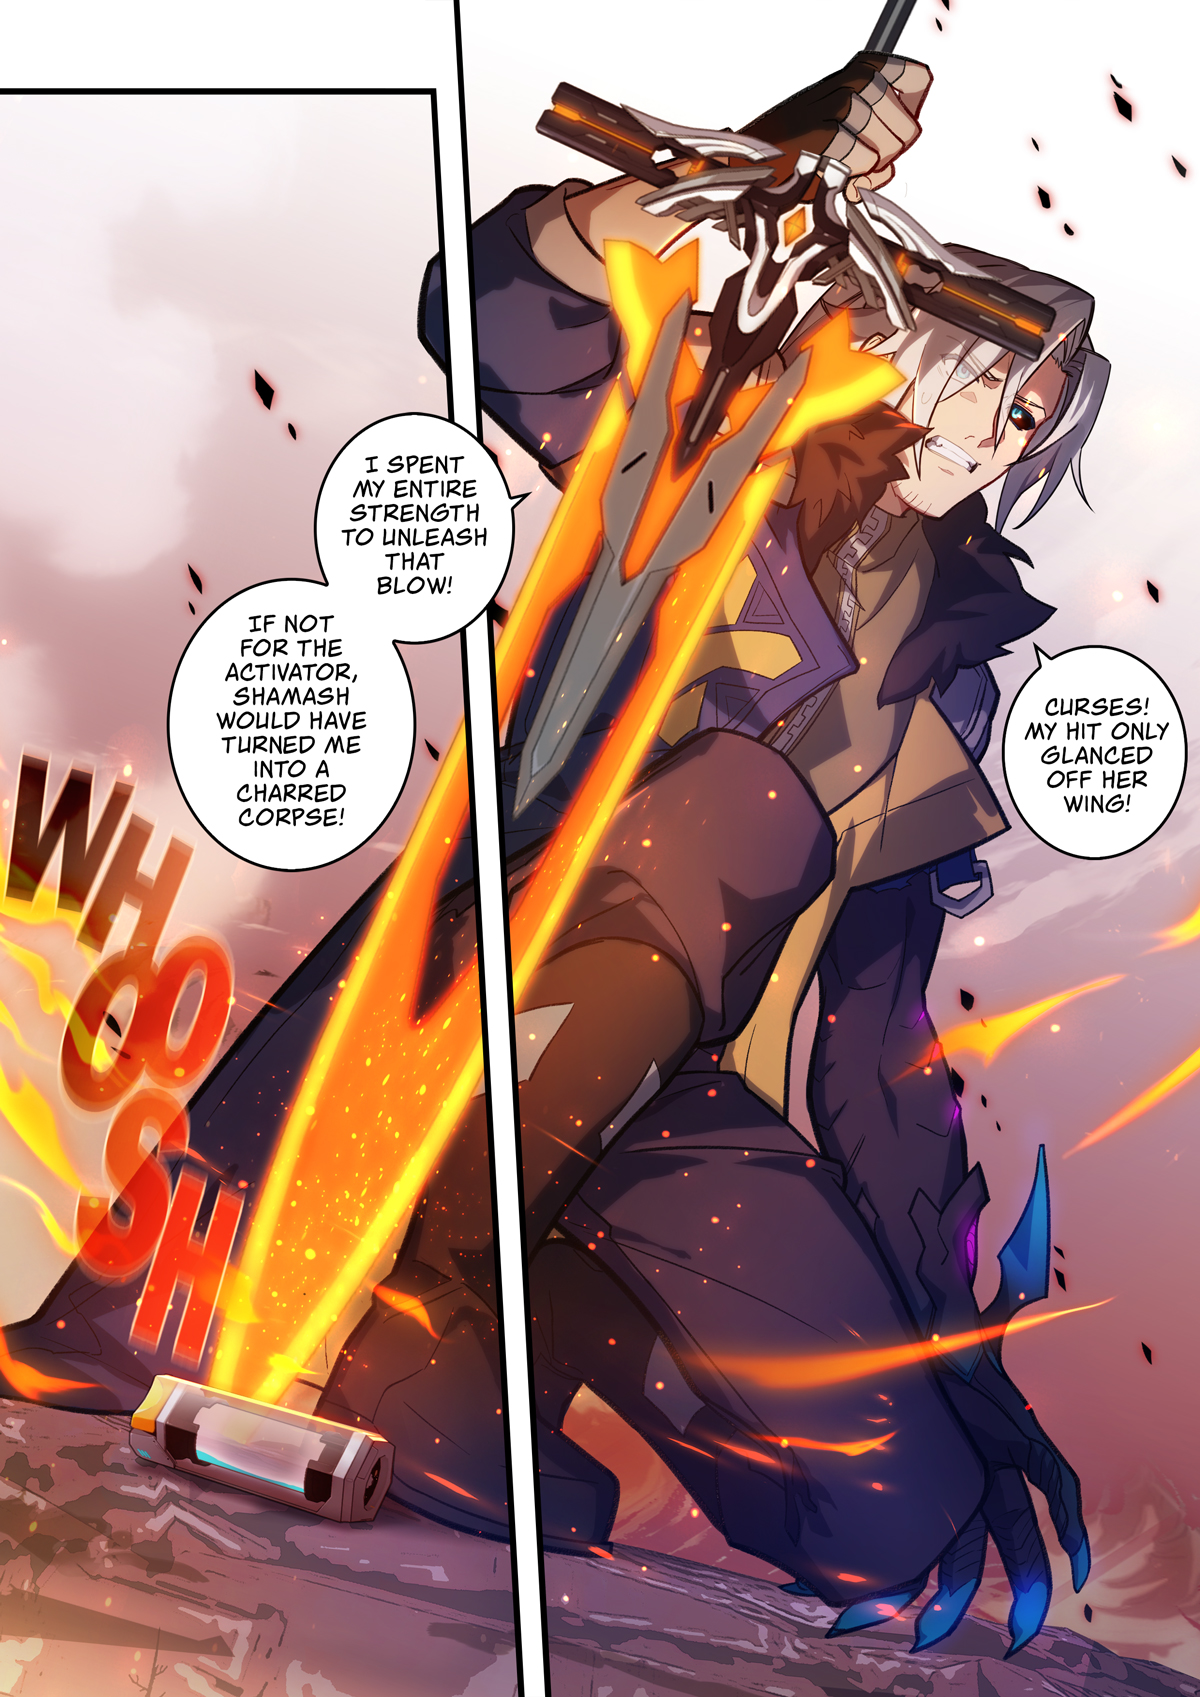 I SPENT
MY ENTIRE
STRENGTH
TO UNLEASH
THAT
BLOW!
IF NOT
FOR THE
ACTIVATOR,
SHAMASH
WOULD HAVE
TURNED ME
INTO A
CHARRED
CORPSE!
CURSES!
MY HIT ONLY
GLANCED
OFF HER
WING!
WHOOSH